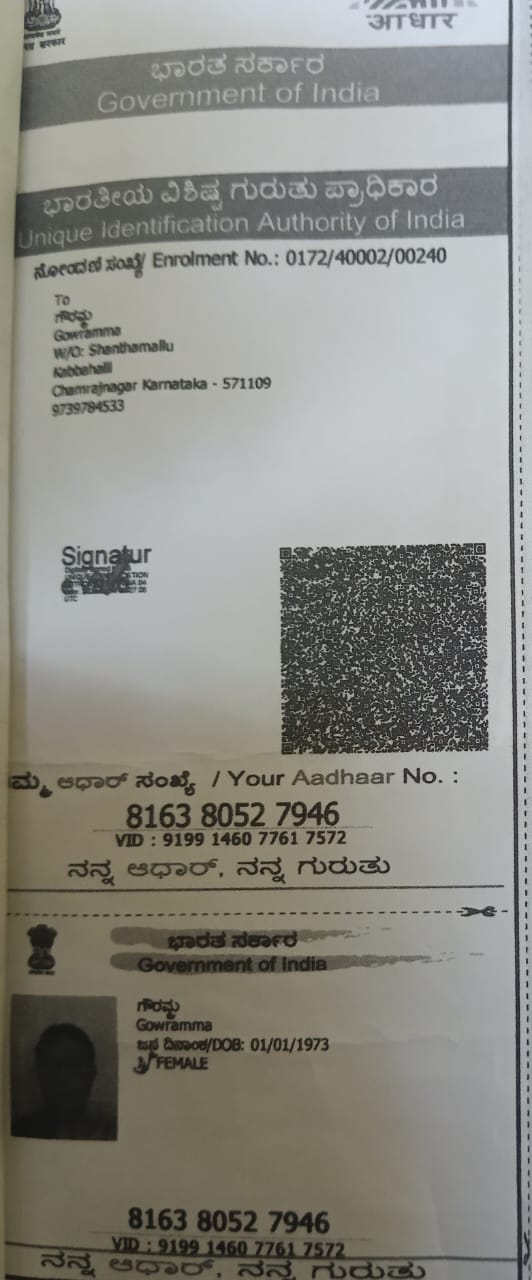 आधार
ಭಾರತ ಸರ್ಕಾರ
Government of India
ಭಾರತೀಯ ವಿಶಿಷ್ಟ ಗುರುತು ಪ್ರಾಧಿಕಾರ
Unique Identification Authority of India
ನೋಂದಣಿ ಸಂಖ್ಯೆ/ Enrolment No.: 0172/40002/00240
To
ಗೌರಮ್ಮ
Gowramma
W/O: Shanthamallu
Kabbahalli
Chamrajnagar Karnataka - 571109
9739784533
Signatur
ಆಧಾರ್ ಸಂಖ್ಯೆ / Your Aadhaar No. :
8163 8052 7946
VID : 9199 1460 7761 7572
ನನ್ನ ಆಧಾರ್, ನನ್ನ ಗುರುತು
ಭಾರತ ಸರ್ಕಾರ
Government of India
ಗೌರಮ್ಮ
Gowramma
ಜನ್ಮ ದಿನಾಂಕ/DOB: 01/01/1973
ಸ್ತ್ರೀ/ FEMALE
8163 8052 7946
VID : 9199 1460 7761 7572
ನನ್ನ ಆಧಾರ್, ನನ್ನ ಗುರುತು